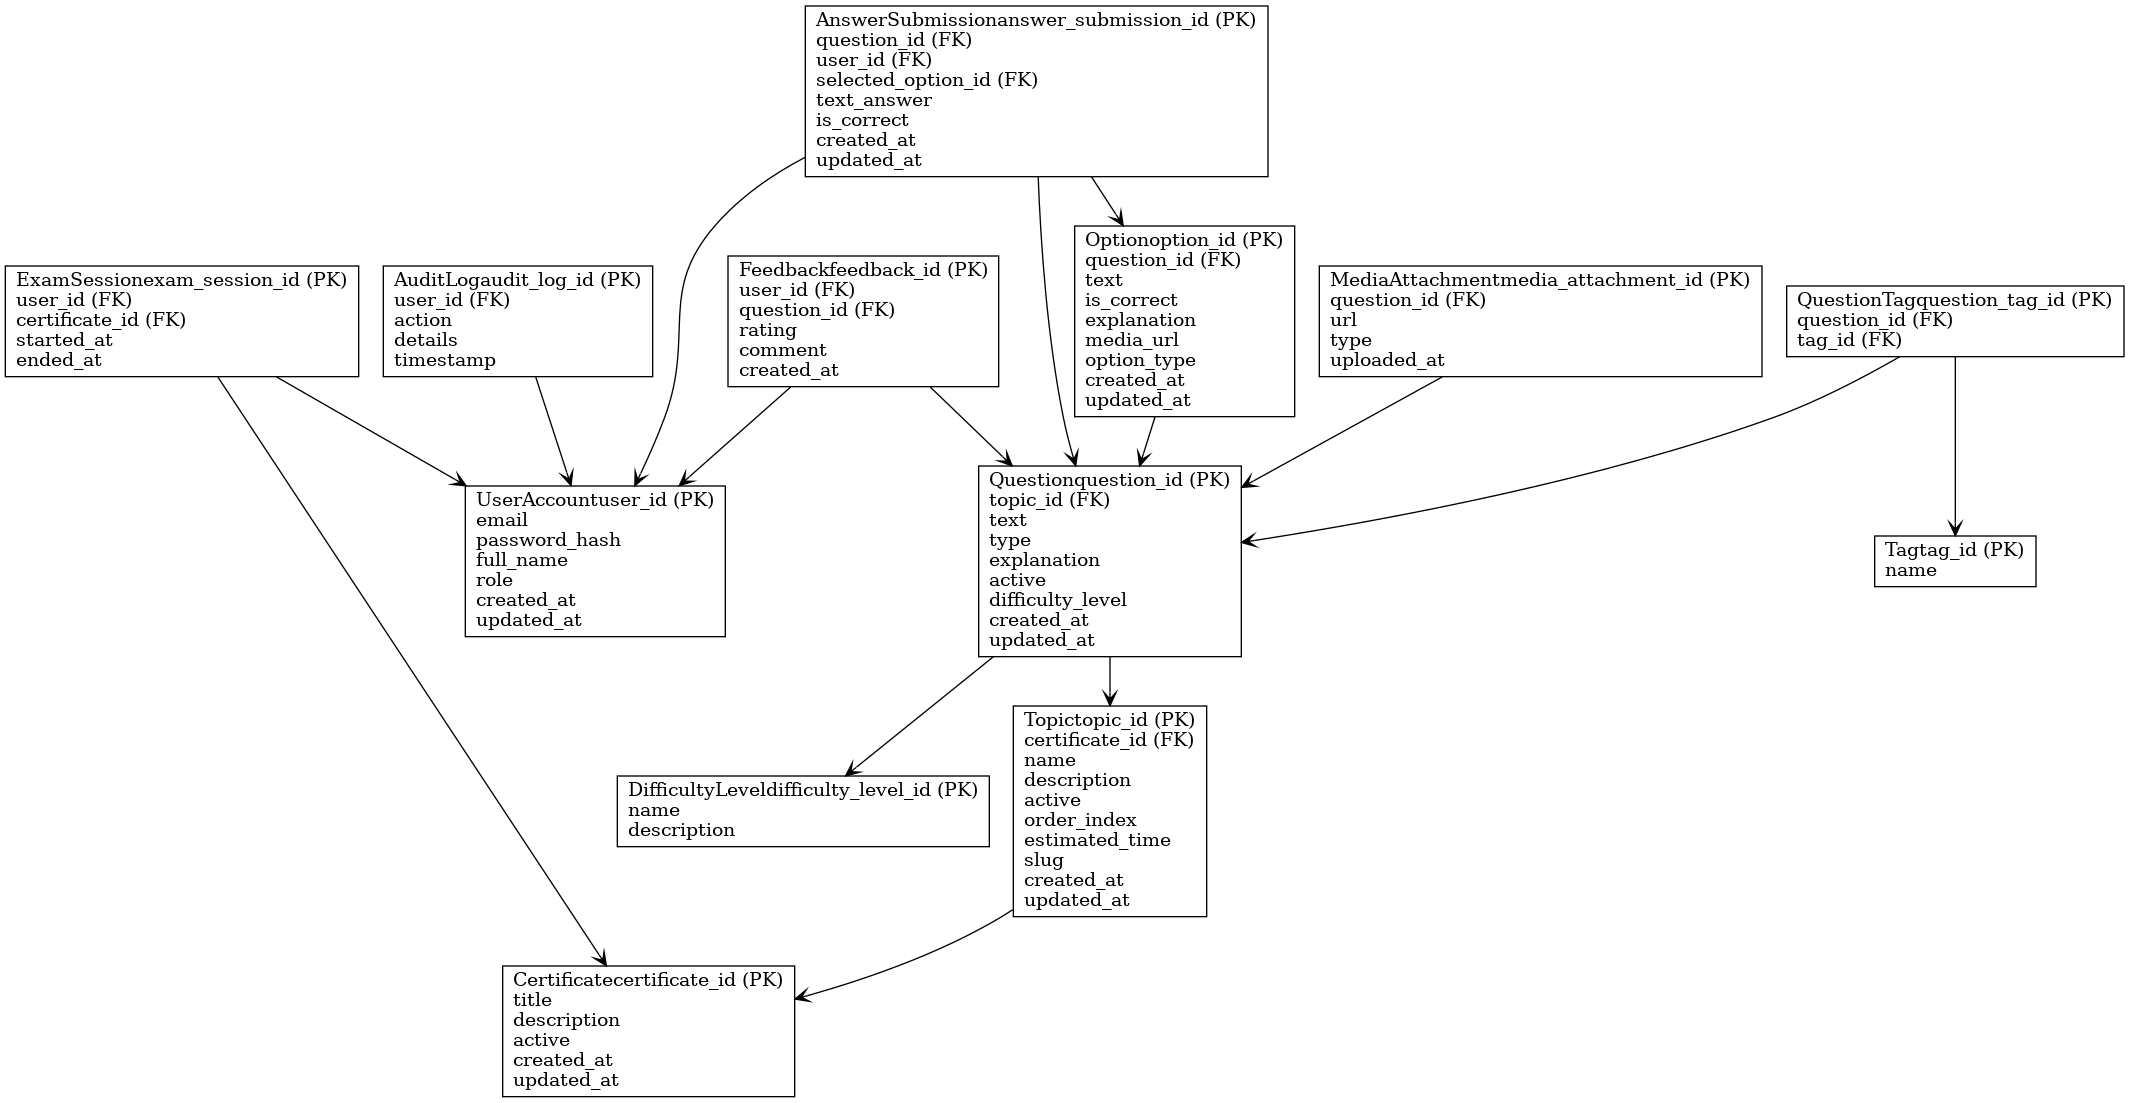 AnswerSubmissionanswer_submission_id (PK)
question_id (FK)
user_id (FK)
selected_option_id (FK)
text_answer
is_correct
created_at
updated_at
ExamSessionexam_session_id (PK)
user_id (FK)
certificate_id (FK)
started_at
ended_at
AuditLogaudit_log_id (PK)
user_id (FK)
action
details
timestamp
Feedbackfeedback_id (PK)
user_id (FK)
question_id (FK)
rating
comment
created_at
Optionoption_id (PK)
question_id (FK)
text
is_correct
explanation
media_url
option_type
created_at
updated_at
MediaAttachmentmedia_attachment_id (PK)
question_id (FK)
url
type
uploaded_at
QuestionTagquestion_tag_id (PK)
question_id (FK)
tag_id (FK)
UserAccountuser_id (PK)
email
password_hash
full_name
role
created_at
updated_at
Questionquestion_id (PK)
topic_id (FK)
text
type
explanation
active
difficulty_level
created_at
updated_at
Tagtag_id (PK)
name
DifficultyLeveldifficulty_level_id (PK)
name
description
Topictopic_id (PK)
certificate_id (FK)
name
description
active
order_index
estimated_time
slug
created_at
updated_at
Certificatecertificate_id (PK)
title
description
active
created_at
updated_at